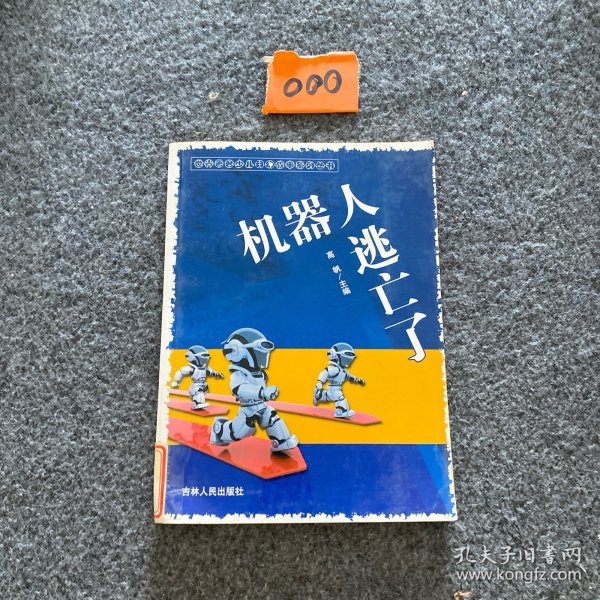 000
机器人逃亡了
高帆/主编
吉林人民出版社
孔夫子旧书网
www.kongfz.com